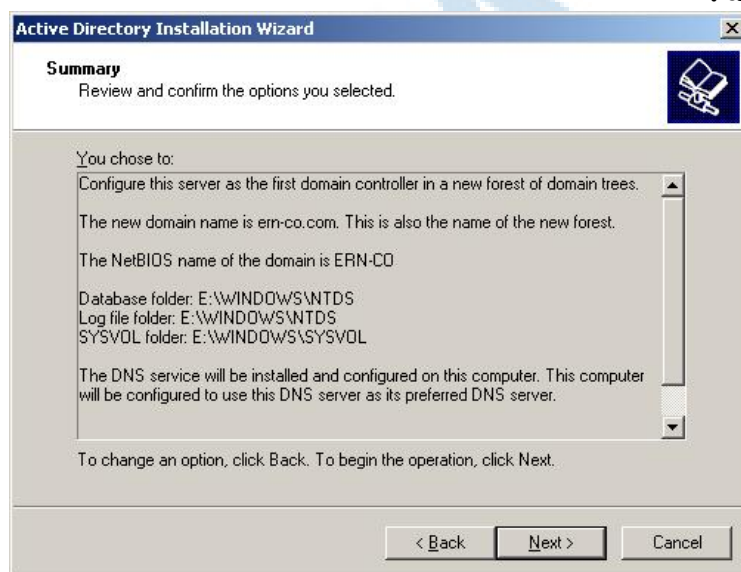 Active Directory Installation Wizard
Summary
Review and confirm the options you selected.
You chose to:
Configure this server as the first domain controller in a new forest of domain trees.
The new domain name is ern-co.com. This is also the name of the new forest.
The NetBIOS name of the domain is ERN-CO
Database folder: E:\WINDOWS\NTDS
Log file folder: E:\WINDOWS\NTDS
SYSVOL folder: E:\WINDOWS\SYSVOL
The DNS service will be installed and configured on this computer. This computer
will be configured to use this DNS server as its preferred DNS server.
To change an option, click Back. To begin the operation, click Next.
< Back
Next >
Cancel